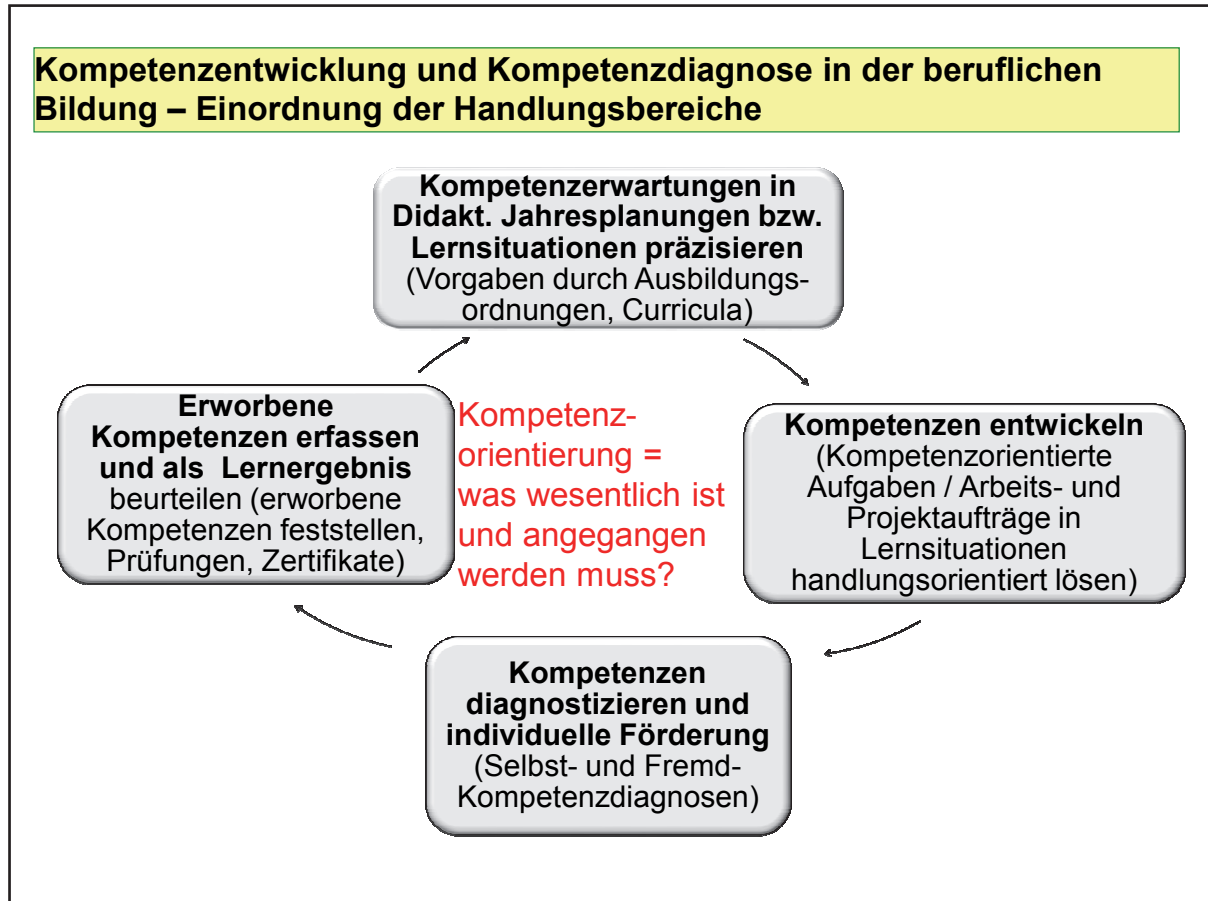 Kompetenzentwicklung und Kompetenzdiagnose in der beruflichen
Bildung – Einordnung der Handlungsbereiche
Kompetenzerwartungen in
Didakt. Jahresplanungen bzw.
Lernsituationen präzisieren
(Vorgaben durch Ausbildungs-
ordnungen, Curricula)
Kompetenzen entwickeln
(Kompetenzorientierte
Aufgaben / Arbeits- und
Projektaufträge in
Lernsituationen
handlungsorientiert lösen)
Kompetenzen
diagnostizieren und
individuelle Förderung
(Selbst- und Fremd-
Kompetenzdiagnosen)
Erworbene
Kompetenzen erfassen
und als Lernergebnis
beurteilen (erworbene
Kompetenzen feststellen,
Prüfungen, Zertifikate)
Kompetenz-
orientierung =
was wesentlich ist
und angegangen
werden muss?